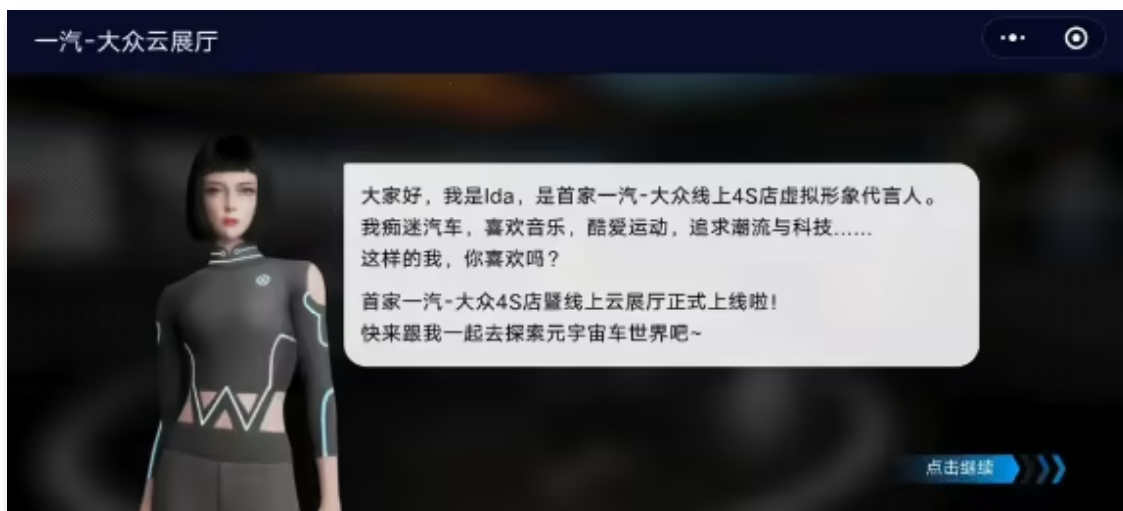 一汽-大众云展厅
大家好，我是Ida，是首家一汽-大众线上4S店虚拟形象代言人。
我痴迷汽车，喜欢音乐，酷爱运动，追求潮流与科技......
这样的我，你喜欢吗？
首家一汽-大众4S店暨线上云展厅正式上线啦！
快来跟我一起去探索元宇宙车世界吧~
点击继续